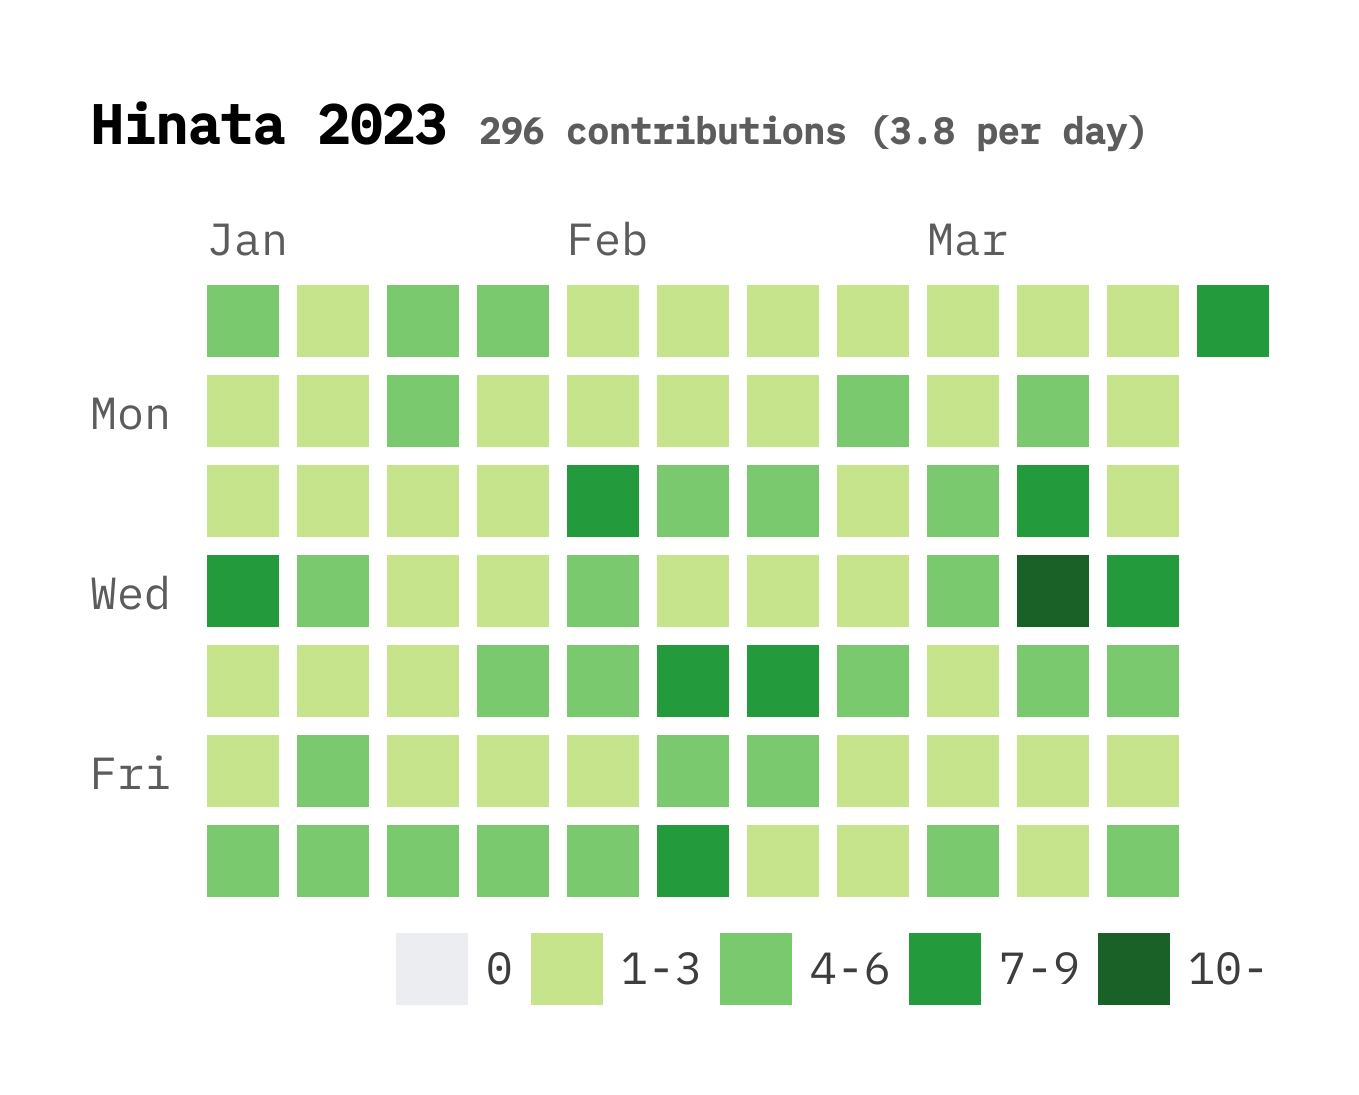 Hinata 2023 296 contributions (3.8 per day)
Jan Feb Mar
Mon
Wed
Fri
0 1-3 4-6 7-9 10-